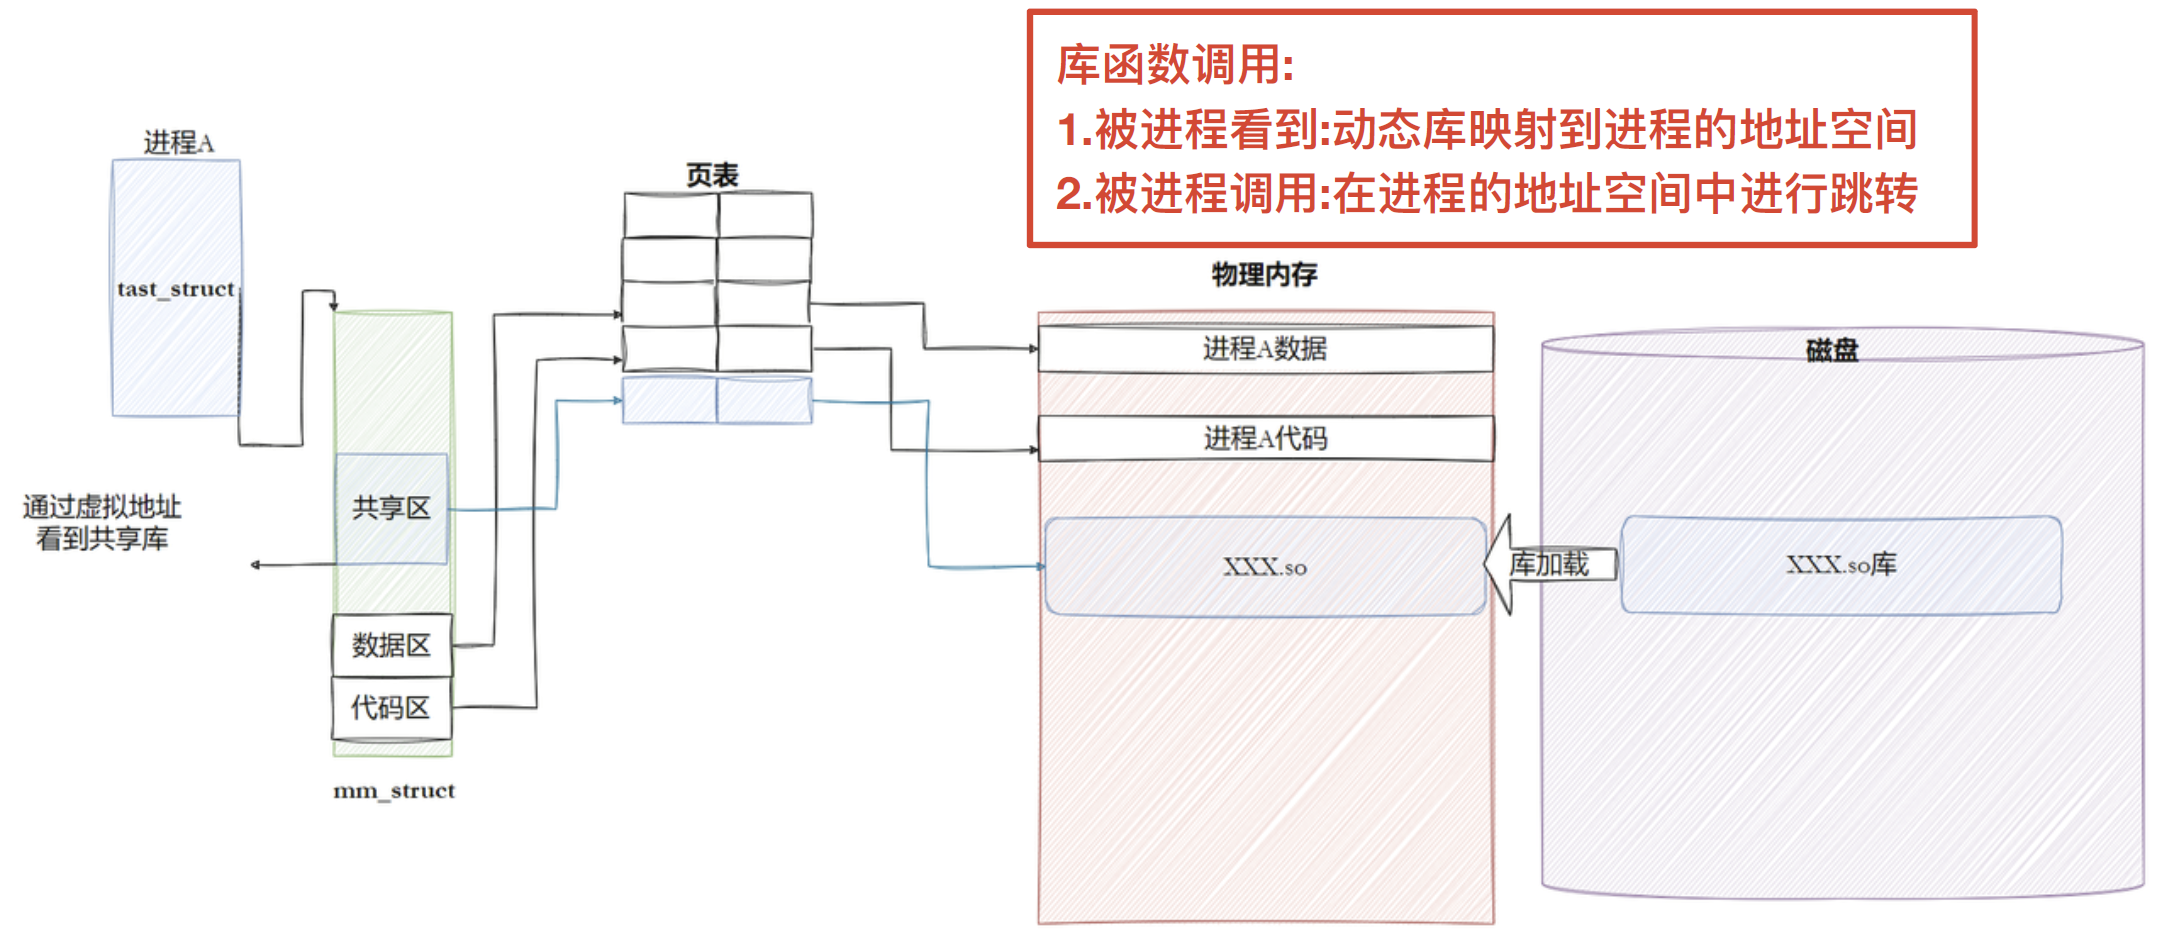 库函数调用:
1.被进程看到:动态库映射到进程的地址空间
2.被进程调用:在进程的地址空间中进行跳转
进程A
tast_struct
页表
物理内存
磁盘
进程A数据
进程A代码
共享区
通过虚拟地址
看到共享库
XXX.so
库加载
XXX.so库
数据区
代码区
mm_struct